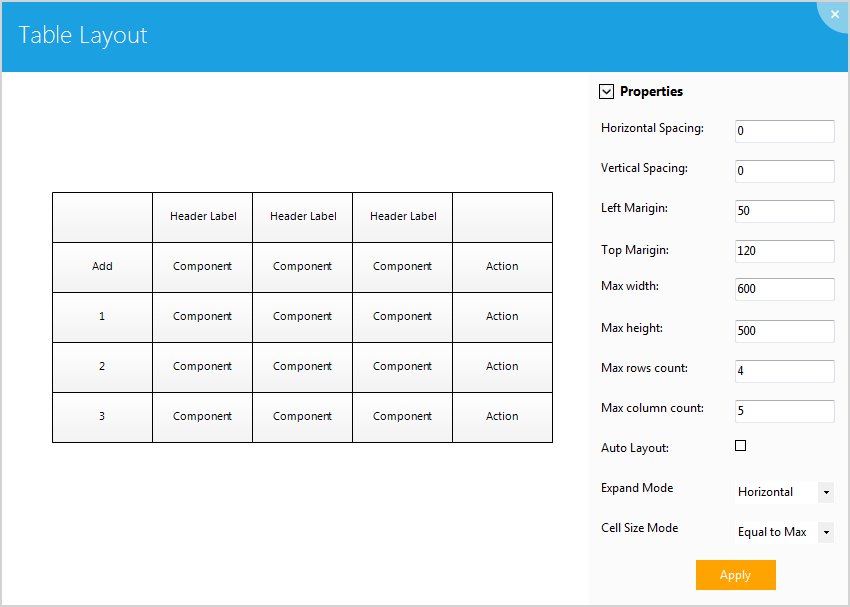 Table Layout
Header Label Header Label Header Label
Add Component Component Component Action
1 Component Component Component Action
2 Component Component Component Action
3 Component Component Component Action
Properties
Horizontal Spacing: 0
Vertical Spacing: 0
Left Margin: 50
Top Margin: 120
Max width: 600
Max height: 500
Max rows count: 4
Max column count: 5
Auto Layout:
Expand Mode Horizontal
Cell Size Mode Equal to Max
Apply